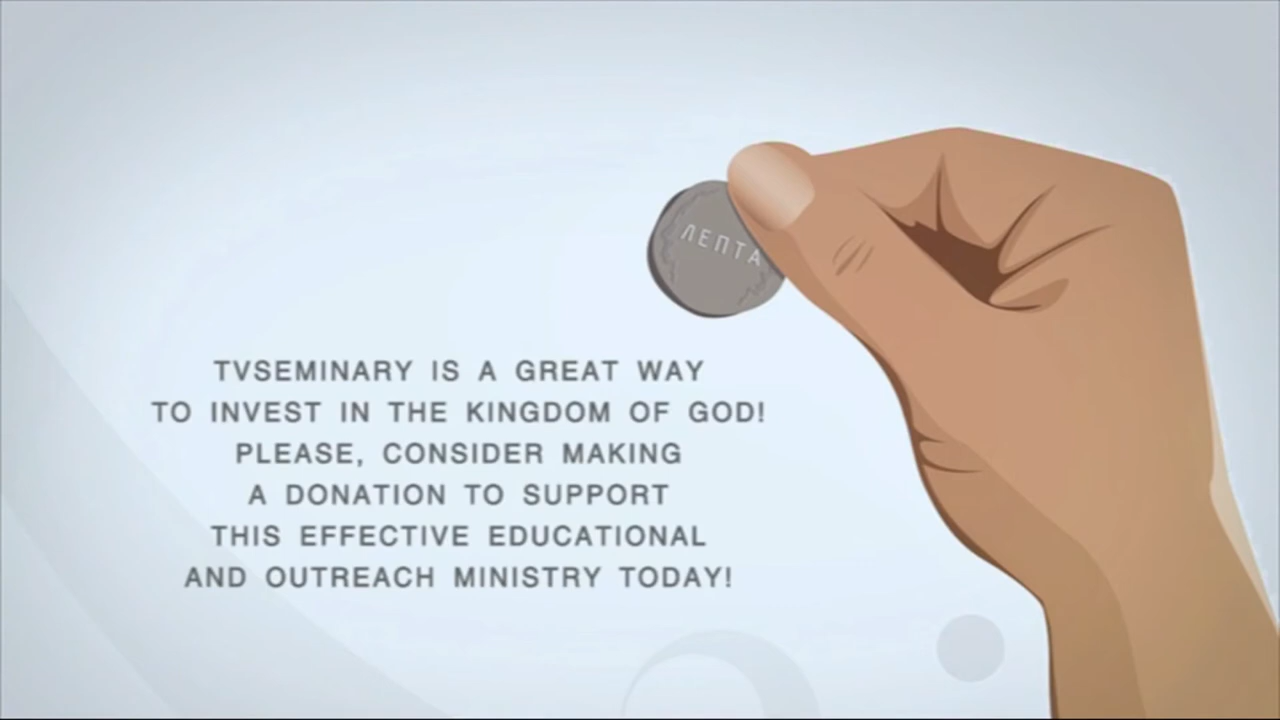 ΛΕΠΤΑ
TVSEMINARY IS A GREAT WAY
TO INVEST IN THE KINGDOM OF GOD!
PLEASE, CONSIDER MAKING
A DONATION TO SUPPORT
THIS EFFECTIVE EDUCATIONAL
AND OUTREACH MINISTRY TODAY!